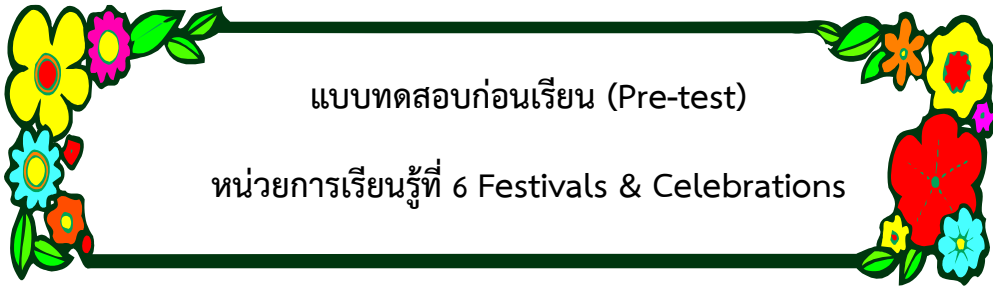 แบบทดสอบก่อนเรียน (Pre-test)
หน่วยการเรียนรู้ที่ 6 Festivals & Celebrations